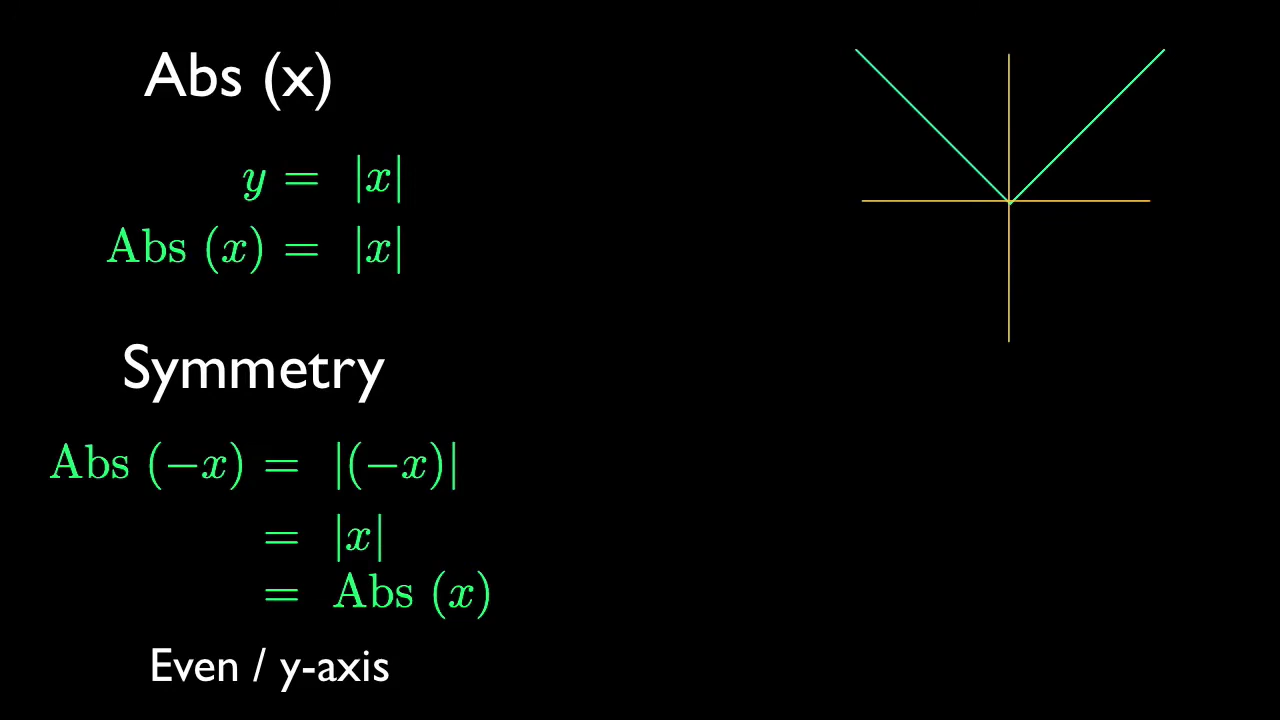 Abs (x)
y = |x|
Abs (x) = |x|
Symmetry
Abs (−x) = |(−x)|
= |x|
= Abs (x)
Even / y-axis